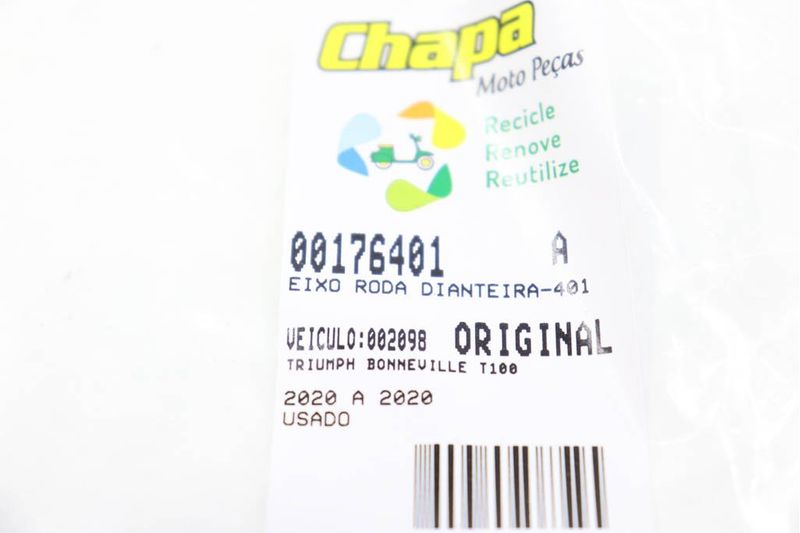 Chapa
Moto Peças
Recicle
Renove
Reutilize
00176401 A
EIXO RODA DIANTEIRA-401
VEICULO:002098 ORIGINAL
TRIUMPH BONNEVILLE T100
2020 A 2020
USADO